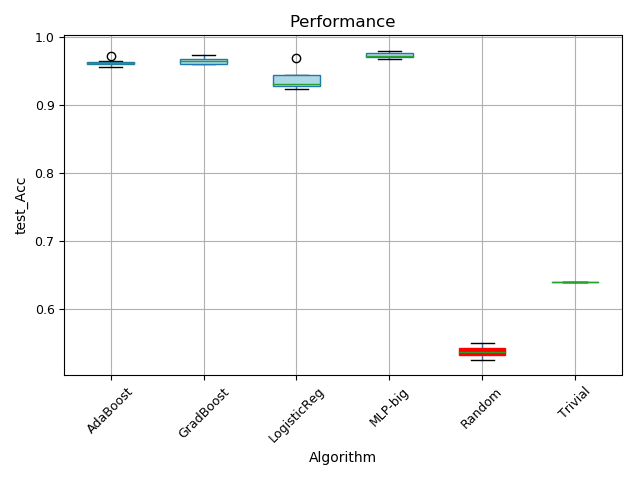 Performance
1.0
0.9
0.8
0.7
0.6
test_Acc
AdaBoost
GradBoost
LogisticReg
MLP-big
Random
Trivial
Algorithm